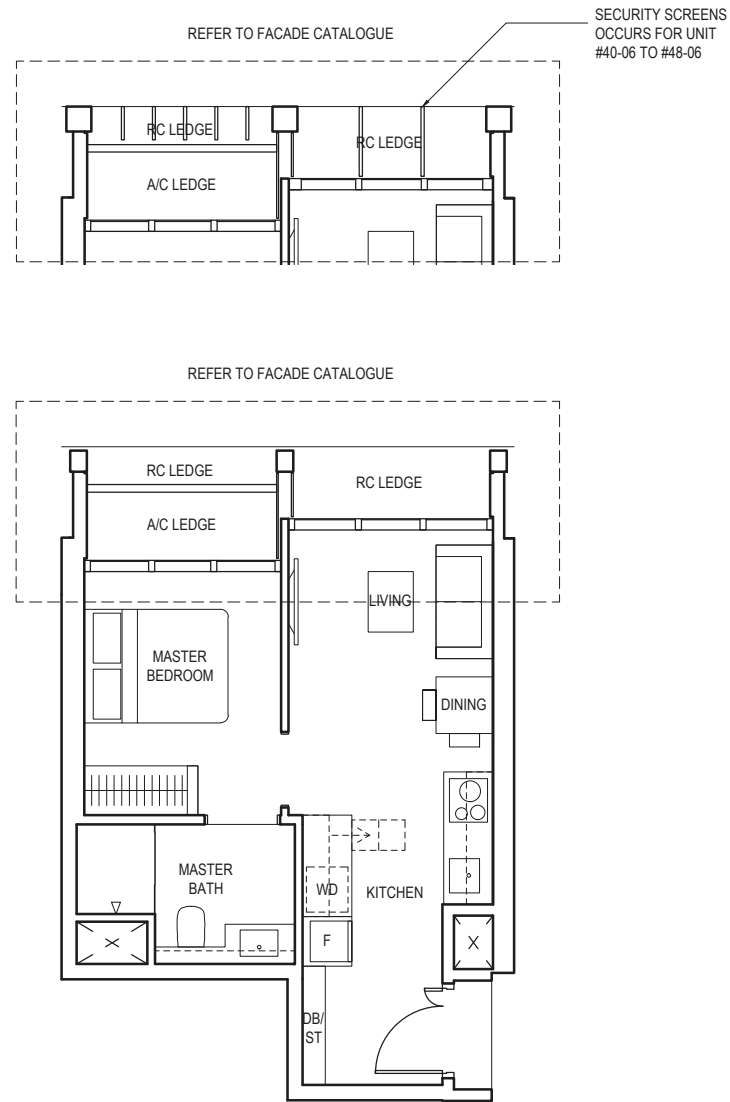 SECURITY SCREENS
OCCURS FOR UNIT
#40-06 TO #48-06
REFER TO FACADE CATALOGUE
RC LEDGE
RC LEDGE
A/C LEDGE
REFER TO FACADE CATALOGUE
RC LEDGE
RC LEDGE
A/C LEDGE
LIVING
MASTER
BEDROOM
DINING
MASTER
BATH
WD
KITCHEN
F
DB/
ST